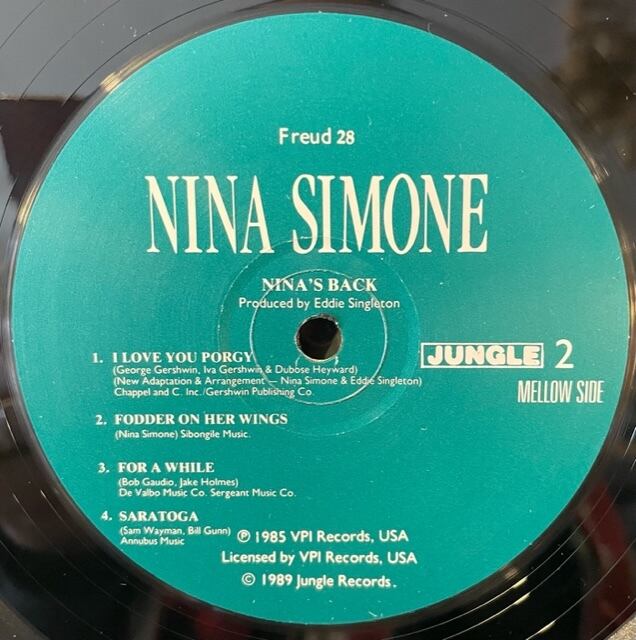 Freud 28
NINA SIMONE
NINA'S BACK
Produced by Eddie Singleton
1. I LOVE YOU PORGY
(George Gershwin, Iva Gershwin & Dubose Heyward)
(New Adaptation & Arrangement — Nina Simone & Eddie Singleton)
Chappel and C. Inc./Gershwin Publishing Co.
JUNGLE 2
MELLOW SIDE
2. FODDER ON HER WINGS
(Nina Simone) Sibongile Music.
3. FOR A WHILE
(Bob Gaudio, Jake Holmes)
De Valbo Music Co. Sergeant Music Co.
4. SARATOGA
(Sam Wayman, Bill Gunn)
Annubus Music
℗ 1985 VPI Records, USA
Licensed by VPI Records, USA
© 1989 Jungle Records.